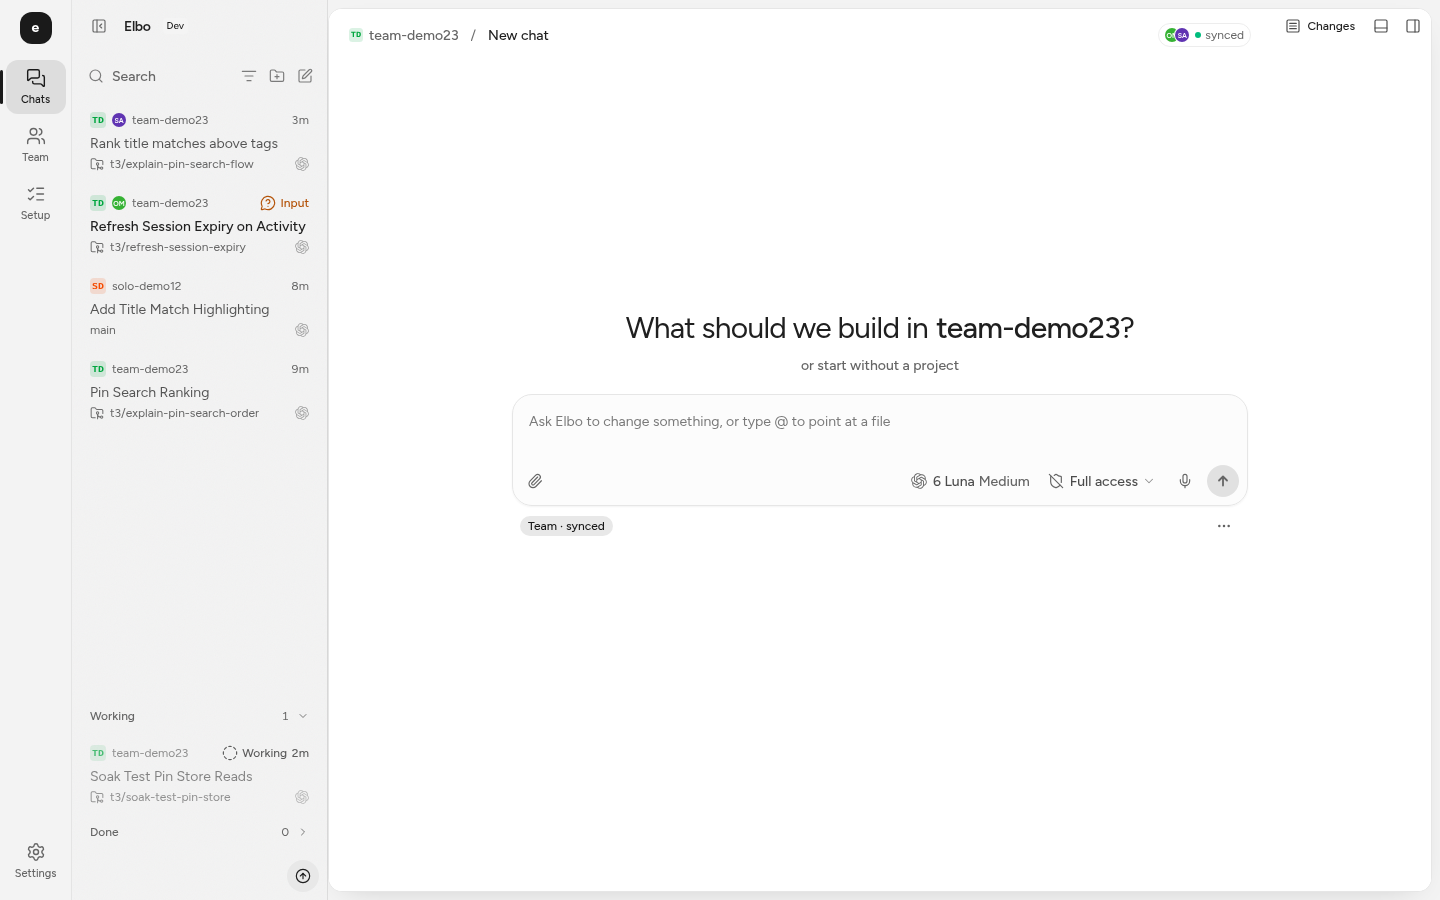 e
Chats
Team
Setup
Settings
Elbo Dev
Search
TD SA team-demo23 3m
Rank title matches above tags
t3/explain-pin-search-flow
TD OM team-demo23 Input
Refresh Session Expiry on Activity
t3/refresh-session-expiry
SD solo-demo12 8m
Add Title Match Highlighting
main
TD team-demo23 9m
Pin Search Ranking
t3/explain-pin-search-order
Working 1
TD team-demo23 Working 2m
Soak Test Pin Store Reads
t3/soak-test-pin-store
Done 0
TD team-demo23 / New chat
SA synced
Changes
What should we build in team-demo23?
or start without a project
Ask Elbo to change something, or type @ to point at a file
6 Luna Medium Full access
Team · synced